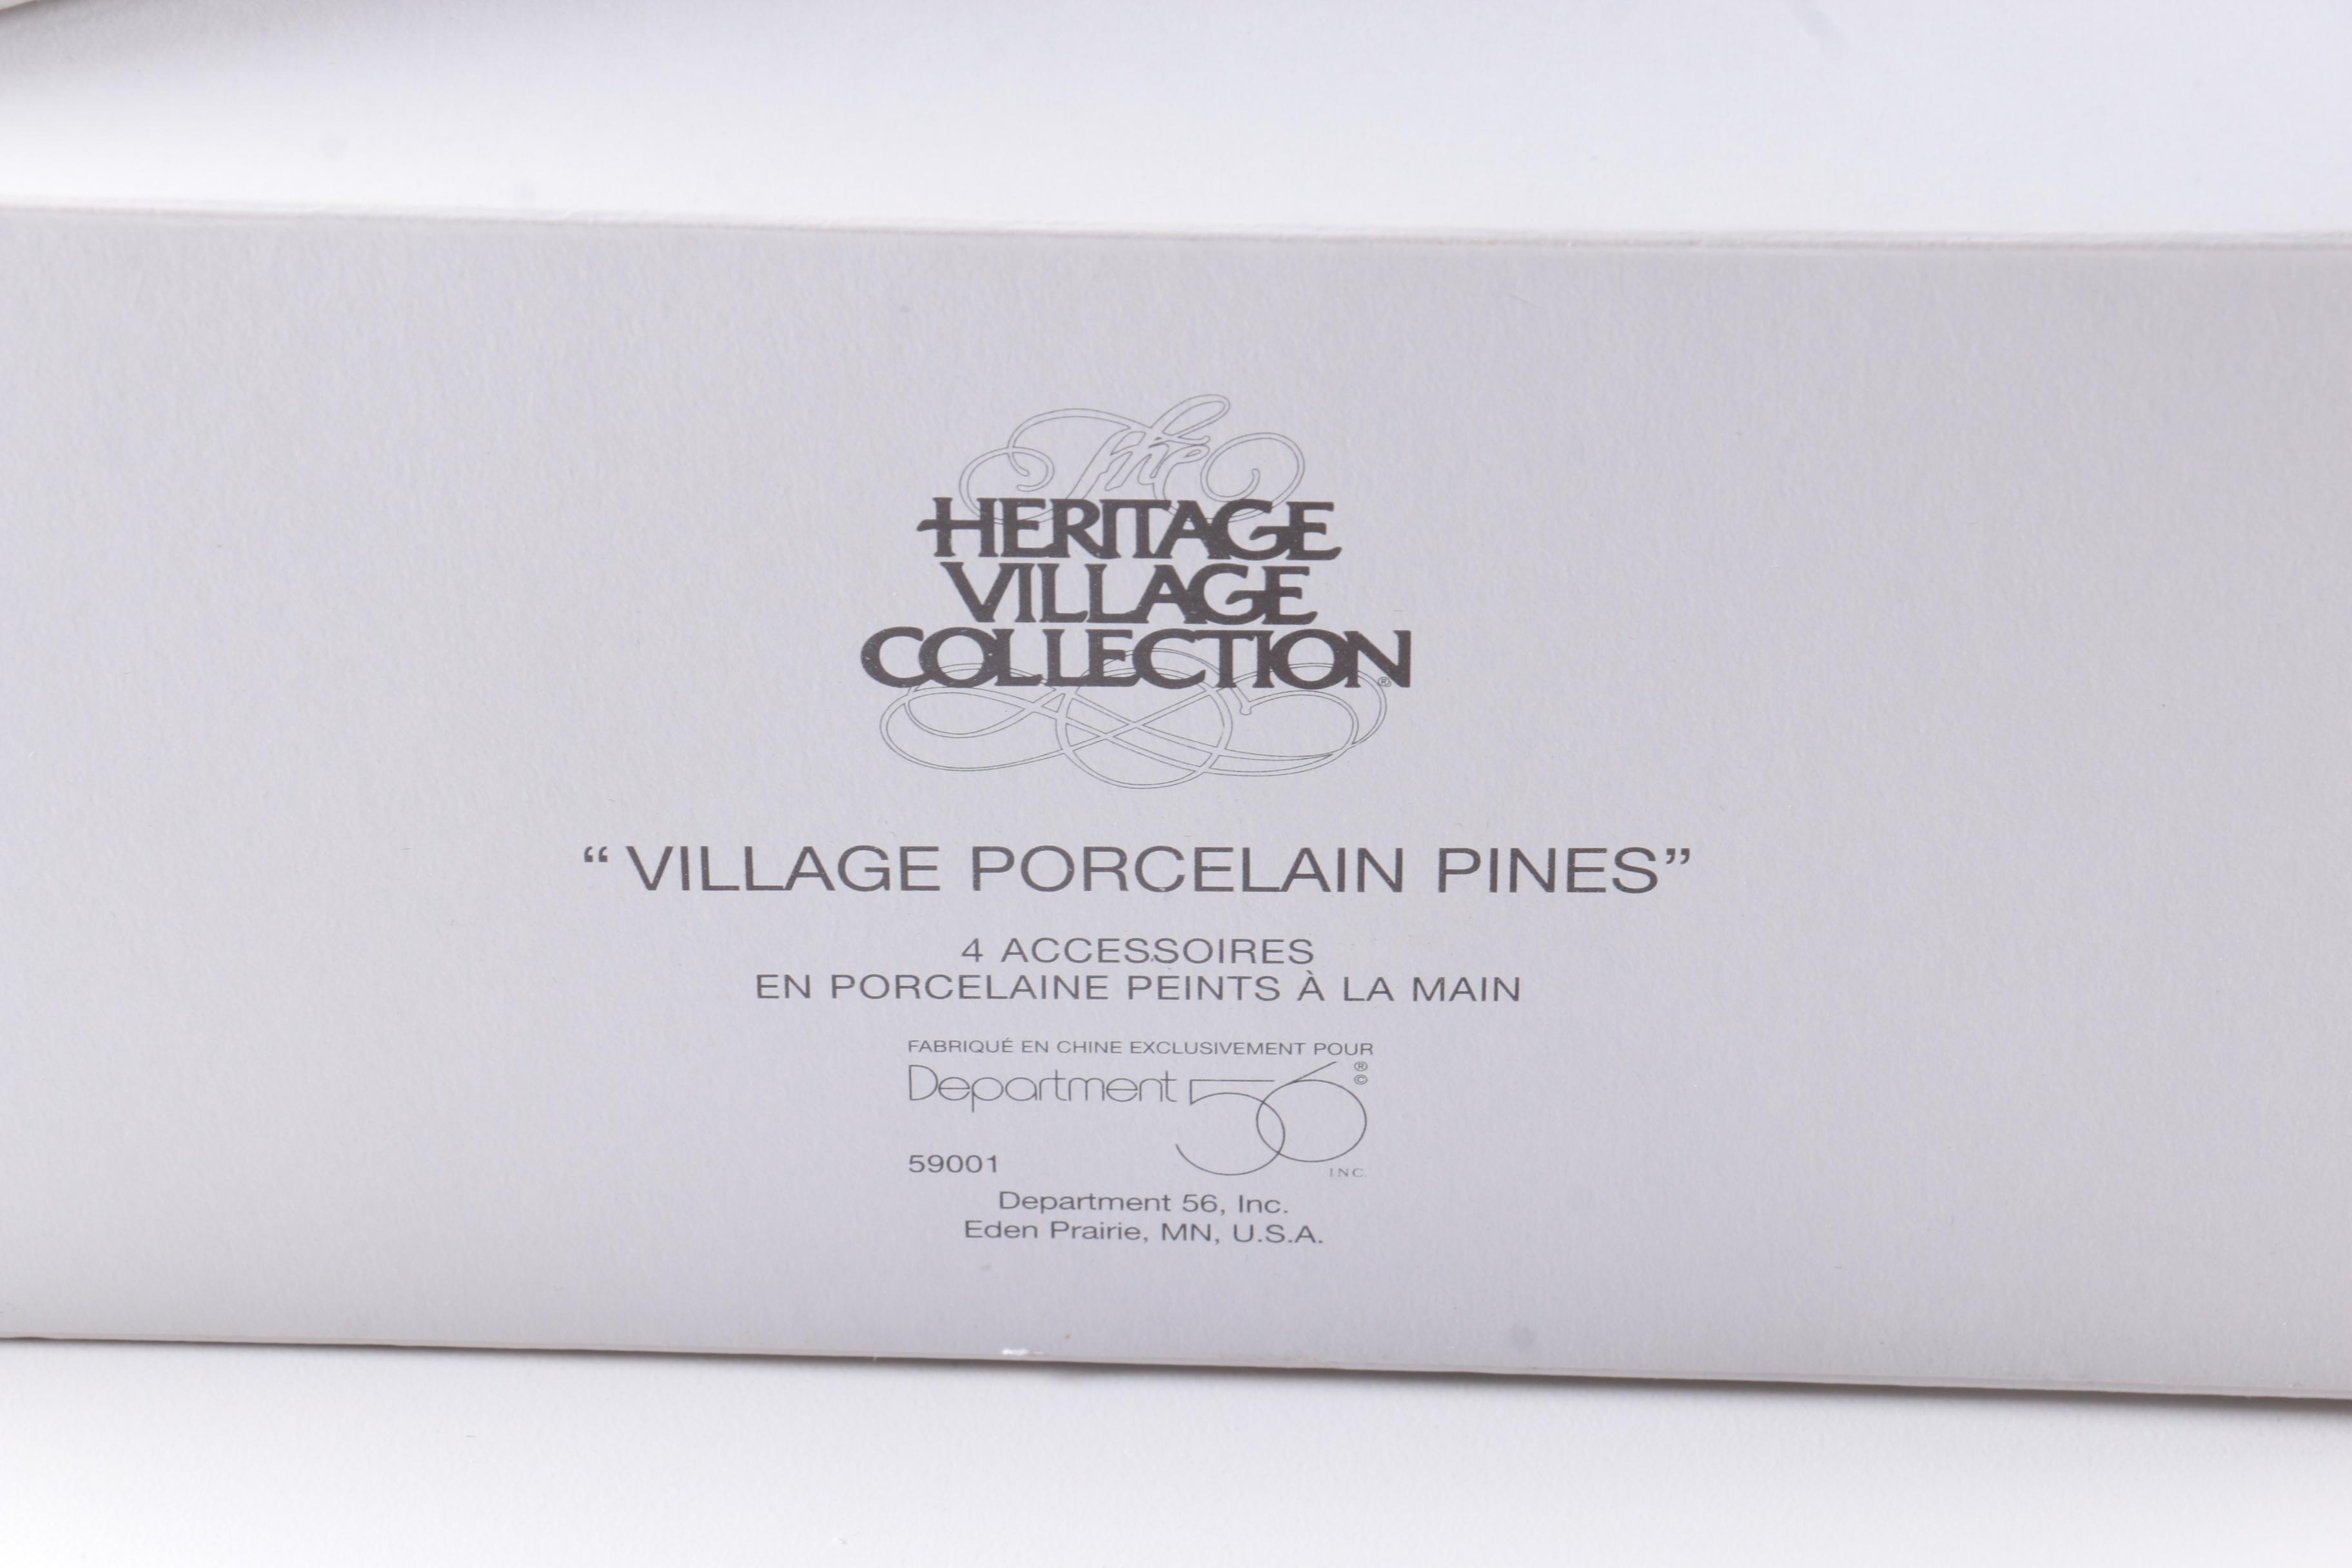 The
HERITAGE
VILLAGE
COLLECTION®
“VILLAGE PORCELAIN PINES”
4 ACCESSOIRES
EN PORCELAINE PEINTS À LA MAIN
FABRIQUÉ EN CHINE EXCLUSIVEMENT POUR
Department 56 ® ©
INC.
59001
Department 56, Inc.
Eden Prairie, MN, U.S.A.